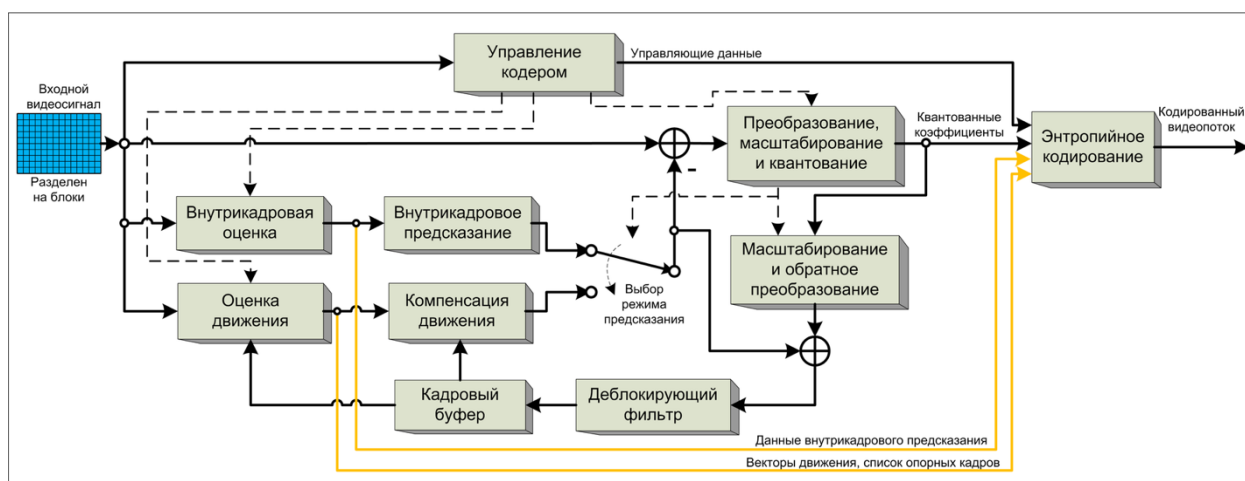 Управление
кодером
Управляющие данные
Входной
видеосигнал
Разделен
на блоки
Преобразование,
масштабирование
и квантование
Квантованные
коэффициенты
Энтропийное
кодирование
Кодированный
видеопоток
-
Внутрикадровая
оценка
Внутрикадровое
предсказание
Масштабирование
и обратное
преобразование
Выбор
режима
предсказания
Оценка
движения
Компенсация
движения
Кадровый
буфер
Деблокирующий
фильтр
Данные внутрикадрового предсказания
Векторы движения, список опорных кадров